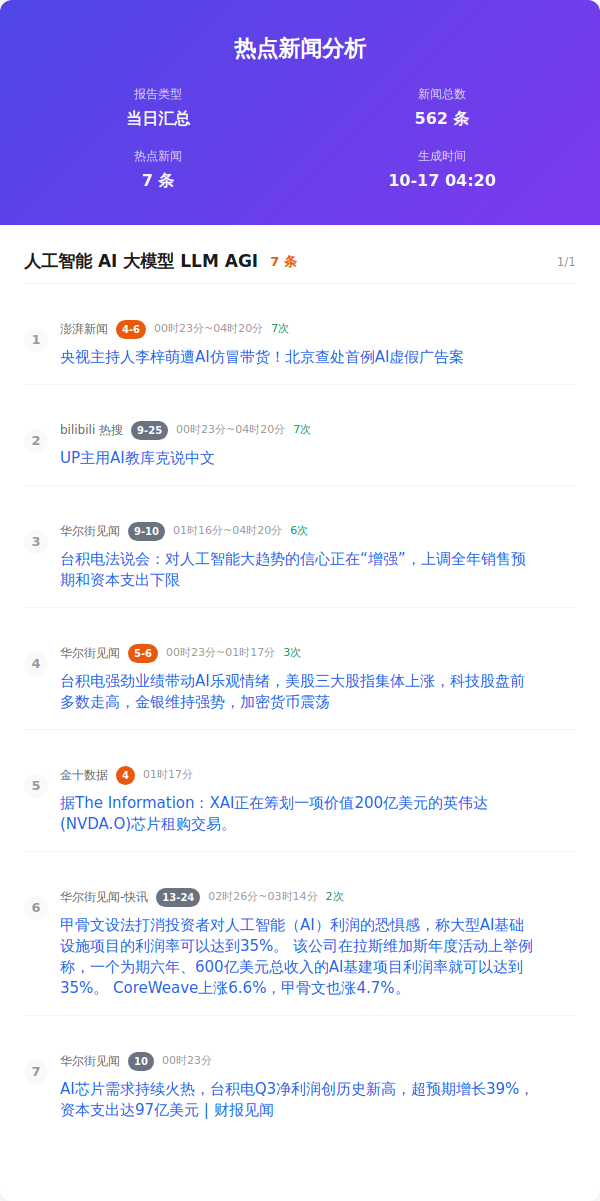 热点新闻分析
报告类型
当日汇总
新闻总数
562 条
热点新闻
7 条
生成时间
10-17 04:20
人工智能 AI 大模型 LLM AGI 7 条 1/1
1
澎湃新闻 4-6 00时23分~04时20分 7次
央视主持人李梓萌遭AI仿冒带货！北京查处首例AI虚假广告案
2
bilibili 热搜 9-25 00时23分~04时20分 7次
UP主用AI教库克说中文
3
华尔街见闻 9-10 01时16分~04时20分 6次
台积电法说会：对人工智能大趋势的信心正在“增强”，上调全年销售预
期和资本支出下限
4
华尔街见闻 5-6 00时23分~01时17分 3次
台积电强劲业绩带动AI乐观情绪，美股三大股指集体上涨，科技股盘前
多数走高，金银维持强势，加密货币震荡
5
金十数据 4 01时17分
据The Information：XAI正在筹划一项价值200亿美元的英伟达
(NVDA.O)芯片租购交易。
6
华尔街见闻-快讯 13-24 02时26分~03时14分 2次
甲骨文设法打消投资者对人工智能（AI）利润的恐惧感，称大型AI基础
设施项目的利润率可以达到35%。 该公司在拉斯维加斯年度活动上举例
称，一个为期六年、600亿美元总收入的AI基建项目利润率就可以达到
35%。 CoreWeave上涨6.6%，甲骨文也涨4.7%。
7
华尔街见闻 10 00时23分
AI芯片需求持续火热，台积电Q3净利润创历史新高，超预期增长39%，
资本支出达97亿美元 | 财报见闻